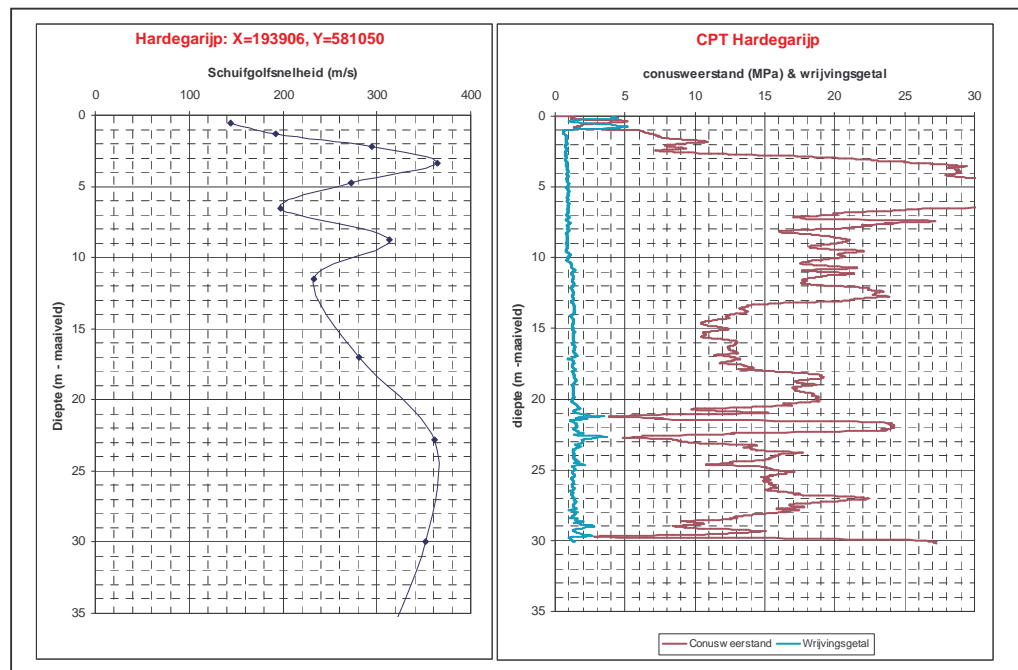 Hardegarijp: X=193906, Y=581050
Schuifgolfsnelheid (m/s)
0 100 200 300 400
0
5
10
15
20
25
30
35
Diepte (m - maaiveld)
CPT Hardegarijp
conusweerstand (MPa) & wrijvingsgetal
0 5 10 15 20 25 30
0
5
10
15
20
25
30
35
diepte (m -maaiveld)
Conusweerstand Wrijvingsgetal